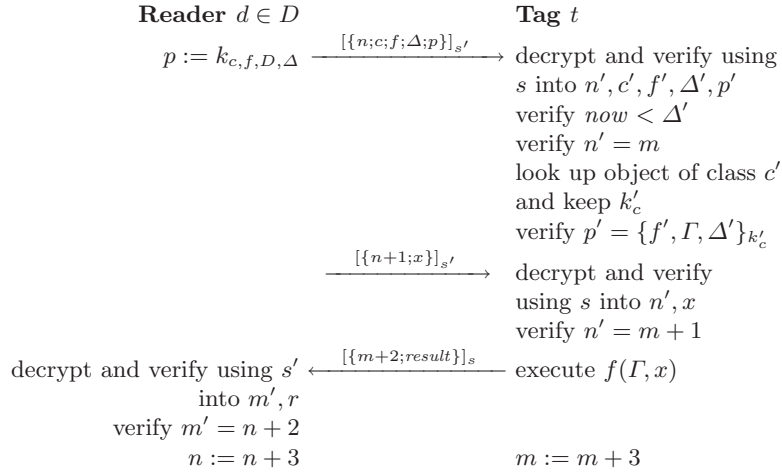 Reader d ∈ D Tag t
p := k_{c,f,D,Δ} [{n;c;f;Δ;p}]_{s′} decrypt and verify using
s into n′, c′, f′, Δ′, p′
verify now < Δ′
verify n′ = m
look up object of class c′
and keep k′_c
verify p′ = {f′, Γ, Δ′}_{k′_c}
[{n+1;x}]_{s′} decrypt and verify
using s into n′, x
verify n′ = m + 1
decrypt and verify using s′ [{m+2;result}]_s execute f(Γ, x)
into m′, r
verify m′ = n + 2
n := n + 3 m := m + 3